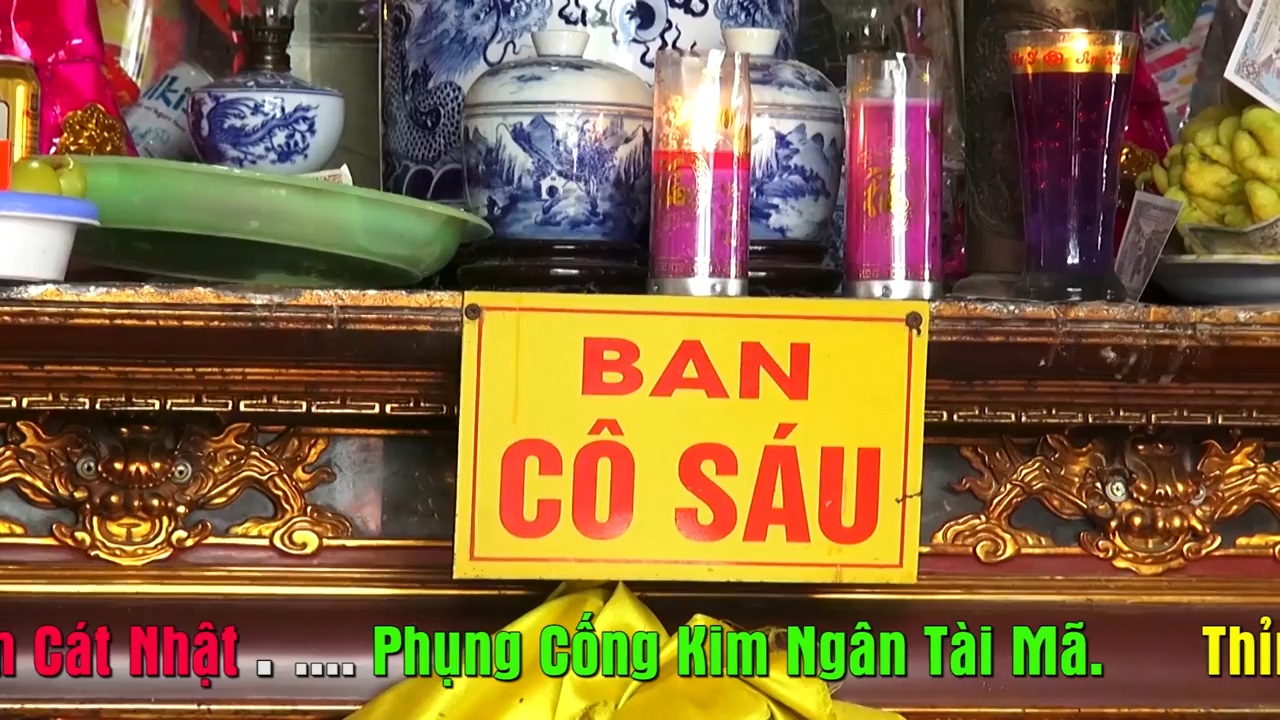 BAN
CÔ SÁU
Cát Nhật . .... Phụng Cống Kim Ngân Tài Mã.